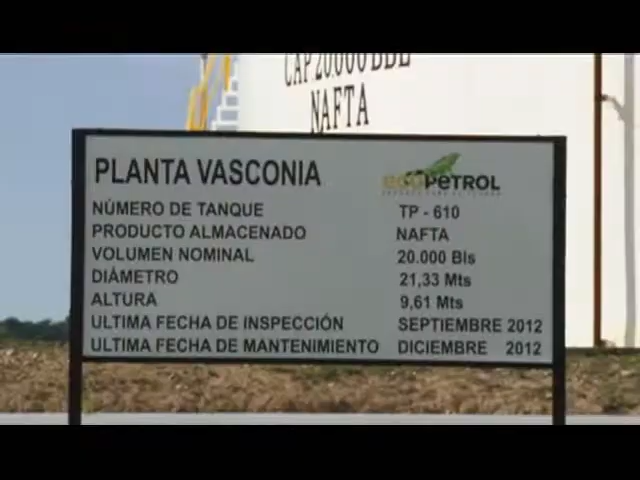 CAP 20.000 BBL
NAFTA
PLANTA VASCONIA
ecoPETROL
NÚMERO DE TANQUE TP - 610
PRODUCTO ALMACENADO NAFTA
VOLUMEN NOMINAL 20.000 Bls
DIÁMETRO 21,33 Mts
ALTURA 9,61 Mts
ULTIMA FECHA DE INSPECCIÓN SEPTIEMBRE 2012
ULTIMA FECHA DE MANTENIMIENTO DICIEMBRE 2012